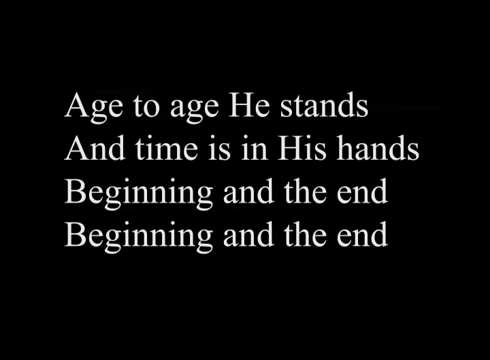 Age to age He stands
And time is in His hands
Beginning and the end
Beginning and the end